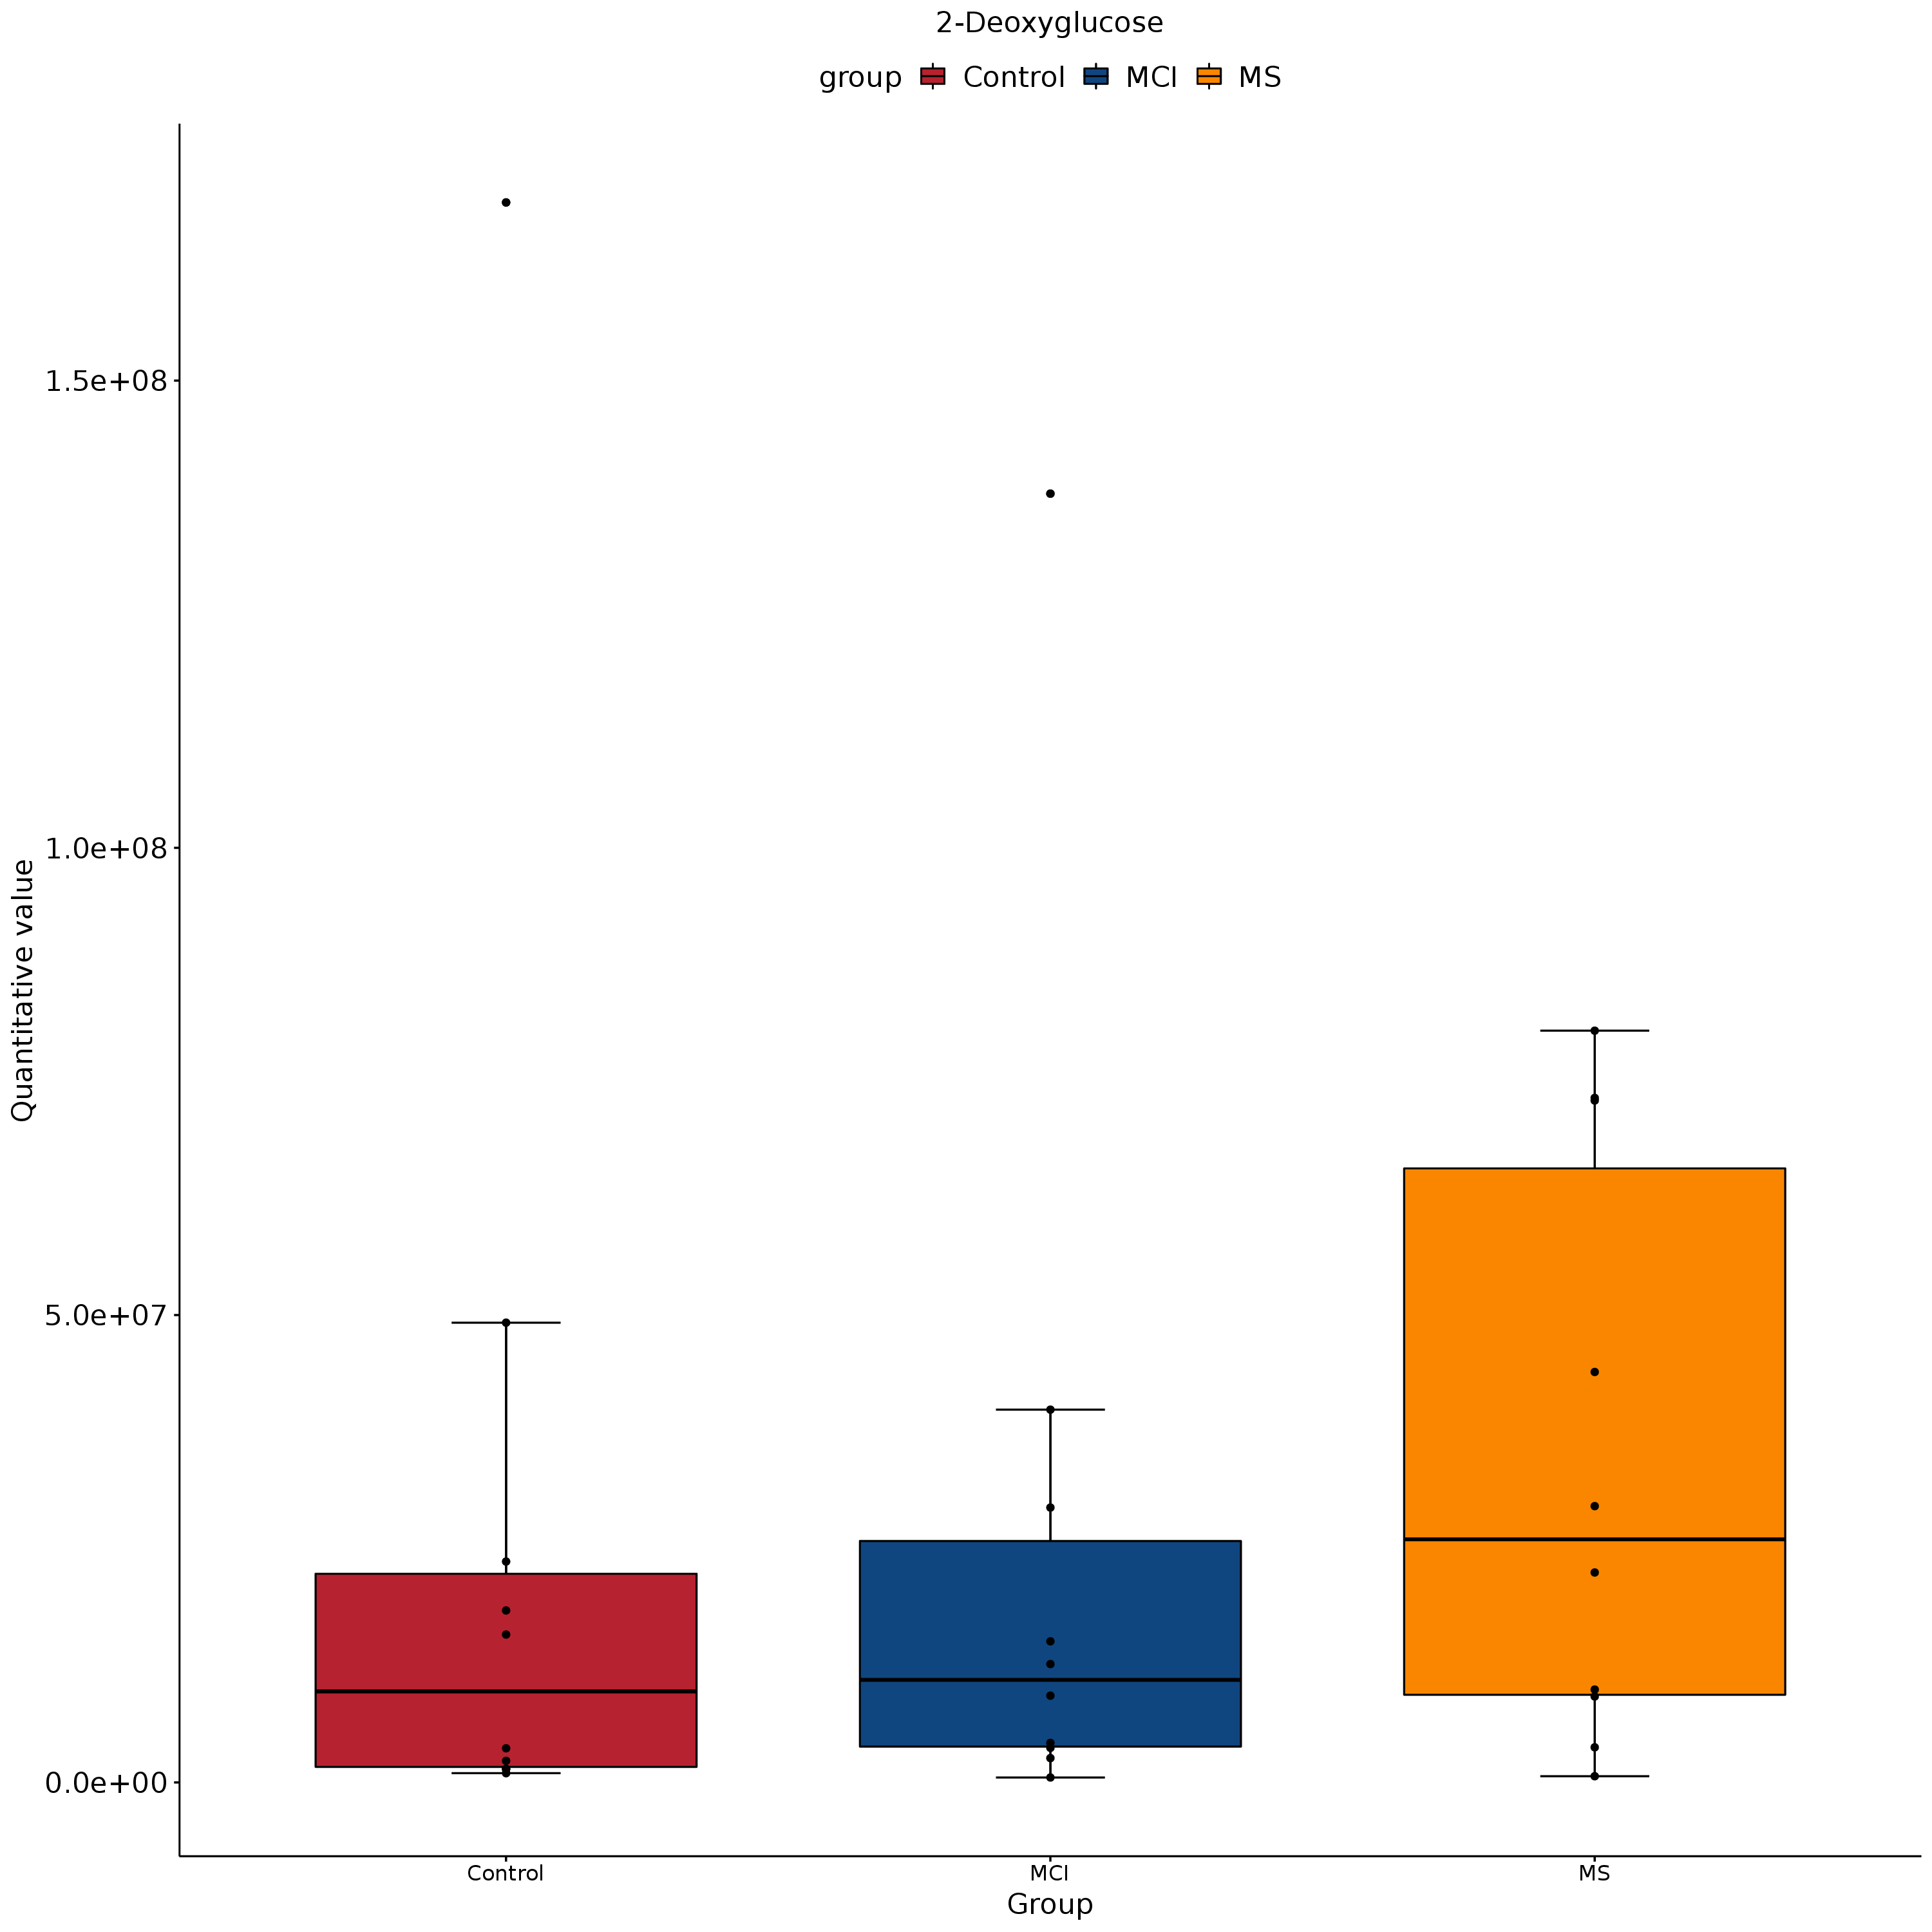 2-Deoxyglucose
group Control MCI MS
1.5e+08
1.0e+08
5.0e+07
0.0e+00
Quantitative value
Control MCI MS
Group